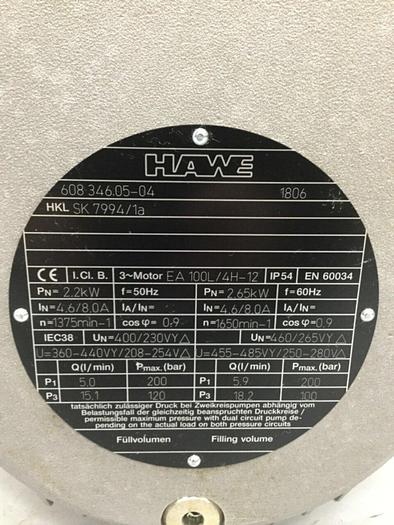 HAWE
608 346.05-04 1806
HKL SK 7994/1a
CE I.Cl. B. 3~Motor EA 100L/4H-12 IP54 EN 60034
PN= 2.2kW f=50Hz PN= 2.65kW f=60Hz
IN=4,6/8.0A IA/IN= IN=4,6/8.0A IA/IN=
n=1375min-1 cos φ= 0.9 n=1650min-1 cos φ=0.9
IEC38 UN=400/230VY△ UN=460/265VY△
U=360-440VY/208-254V△ U=455-485VY/250-280V△
Q(l/min) Pmax.(bar) Q(l/min) Pmax.(bar)
P1 5.0 200 P1 5.9 200
P3 15.1 120 P3 18.2 100
tatsächlich zulässiger Druck bei Zweikreispumpen abhängig vom
Belastungsfall der gleichzeitig beanspruchten Druckkreise /
permissible maximum pressure with dual circuit pump de-
pending on the actual load on both pressure circuits
Füllvolumen Filling volume